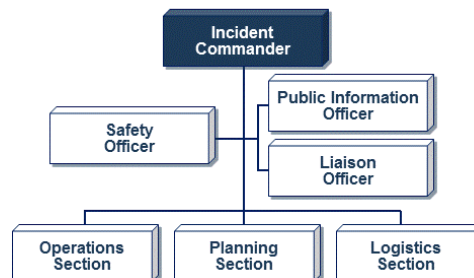 Incident
Commander
Public Information
Officer
Safety
Officer
Liaison
Officer
Operations
Section
Planning
Section
Logistics
Section